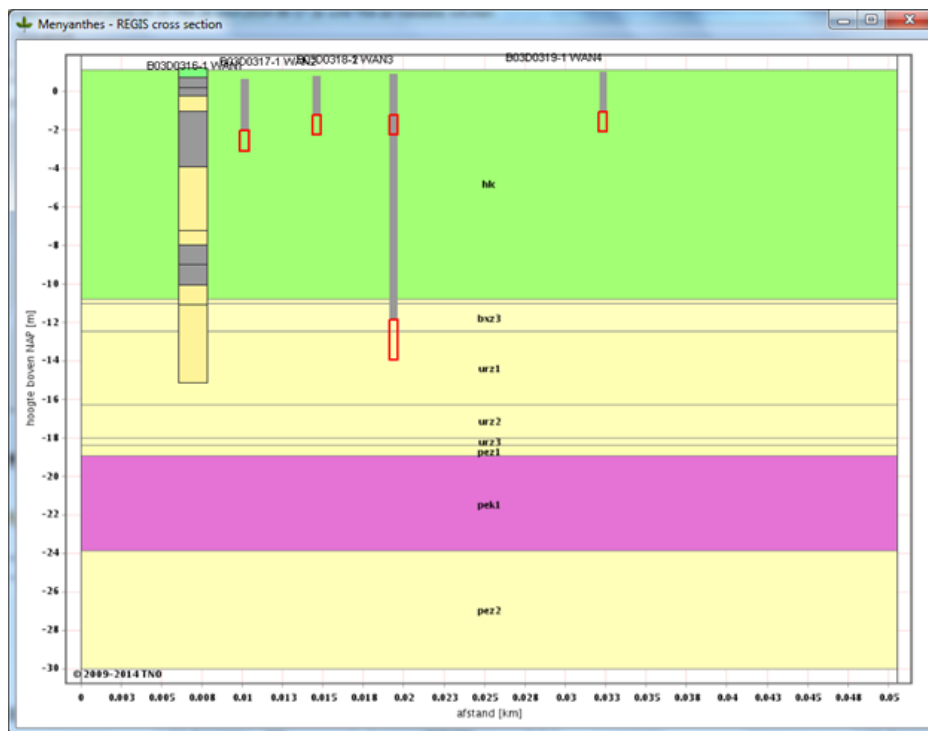 Menyanthes - REGIS cross section
B03D0316-1 WAN1
B03D0317-1 WAN2
B03D0318-2 WAN3
B03D0319-1 WAN4
hoogte boven NAP [m]
0
-2
-4
-6
-8
-10
-12
-14
-16
-18
-20
-22
-24
-26
-28
-30
hlc
bxz3
urz1
urz2
urz3
pez1
pek1
pez2
© 2009-2014 TNO
0 0.003 0.005 0.008 0.01 0.013 0.015 0.018 0.02 0.023 0.025 0.028 0.03 0.033 0.035 0.038 0.04 0.043 0.045 0.048 0.05
afstand [km]